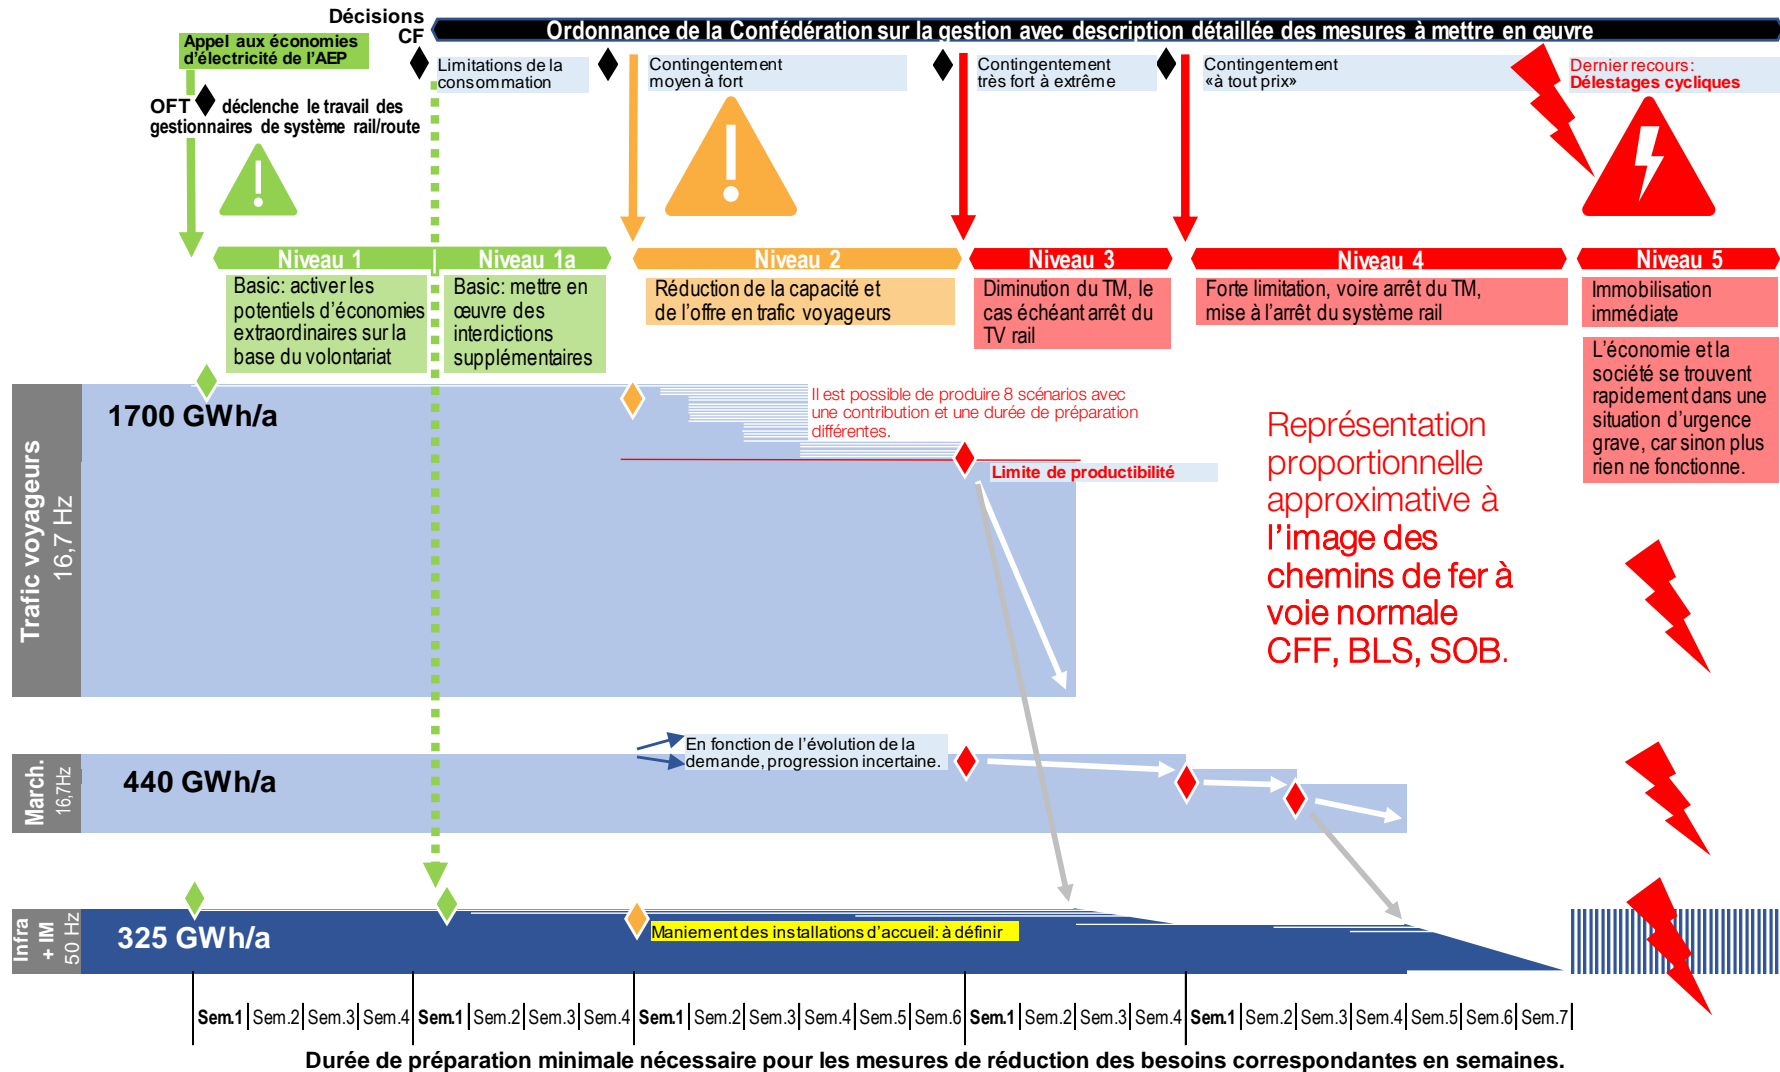 Décisions
CF
Ordonnance de la Confédération sur la gestion avec description détaillée des mesures à mettre en œuvre
Appel aux économies
d'électricité de l'AEP
OFT déclenche le travail des
gestionnaires de système rail/route
Limitations de la
consommation
Contingentement
moyen à fort
Contingentement
très fort à extrême
Contingentement
«à tout prix»
Dernier recours:
Délestages cycliques
Niveau 1
Niveau 1a
Niveau 2
Niveau 3
Niveau 4
Niveau 5
Basic: activer les
potentiels d'économies
extraordinaires sur la
base du volontariat
Basic: mettre en
œuvre des
interdictions
supplémentaires
Réduction de la capacité et
de l'offre en trafic voyageurs
Diminution du TM, le
cas échéant arrêt du
TV rail
Forte limitation, voire arrêt du TM,
mise à l'arrêt du système rail
Immobilisation
immédiate
L'économie et la
société se trouvent
rapidement dans une
situation d'urgence
grave, car sinon plus
rien ne fonctionne.
Trafic voyageurs
16,7 Hz
1700 GWh/a
Il est possible de produire 8 scénarios avec
une contribution et une durée de préparation
différentes.
Limite de productibilité
Représentation
proportionnelle
approximative à
l'image des
chemins de fer à
voie normale
CFF, BLS, SOB.
March.
16,7Hz
440 GWh/a
En fonction de l'évolution de la
demande, progression incertaine.
Infra
+ IM
50 Hz
325 GWh/a
Maniement des installations d'accueil: à définir
Sem.1 Sem.2 Sem.3 Sem.4 Sem.1 Sem.2 Sem.3 Sem.4 Sem.1 Sem.2 Sem.3 Sem.4 Sem.5 Sem.6 Sem.1 Sem.2 Sem.3 Sem.4 Sem.1 Sem.2 Sem.3 Sem.4 Sem.5 Sem.6 Sem.7
Durée de préparation minimale nécessaire pour les mesures de réduction des besoins correspondantes en semaines.